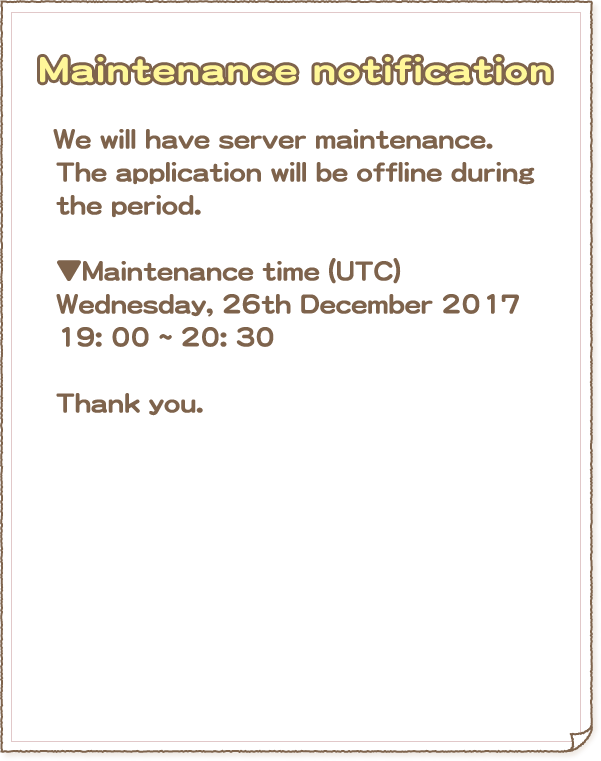 Maintenance notification
We will have server maintenance.
The application will be offline during
the period.
▼Maintenance time (UTC)
Wednesday, 26th December 2017
19: 00 ~ 20: 30
Thank you.